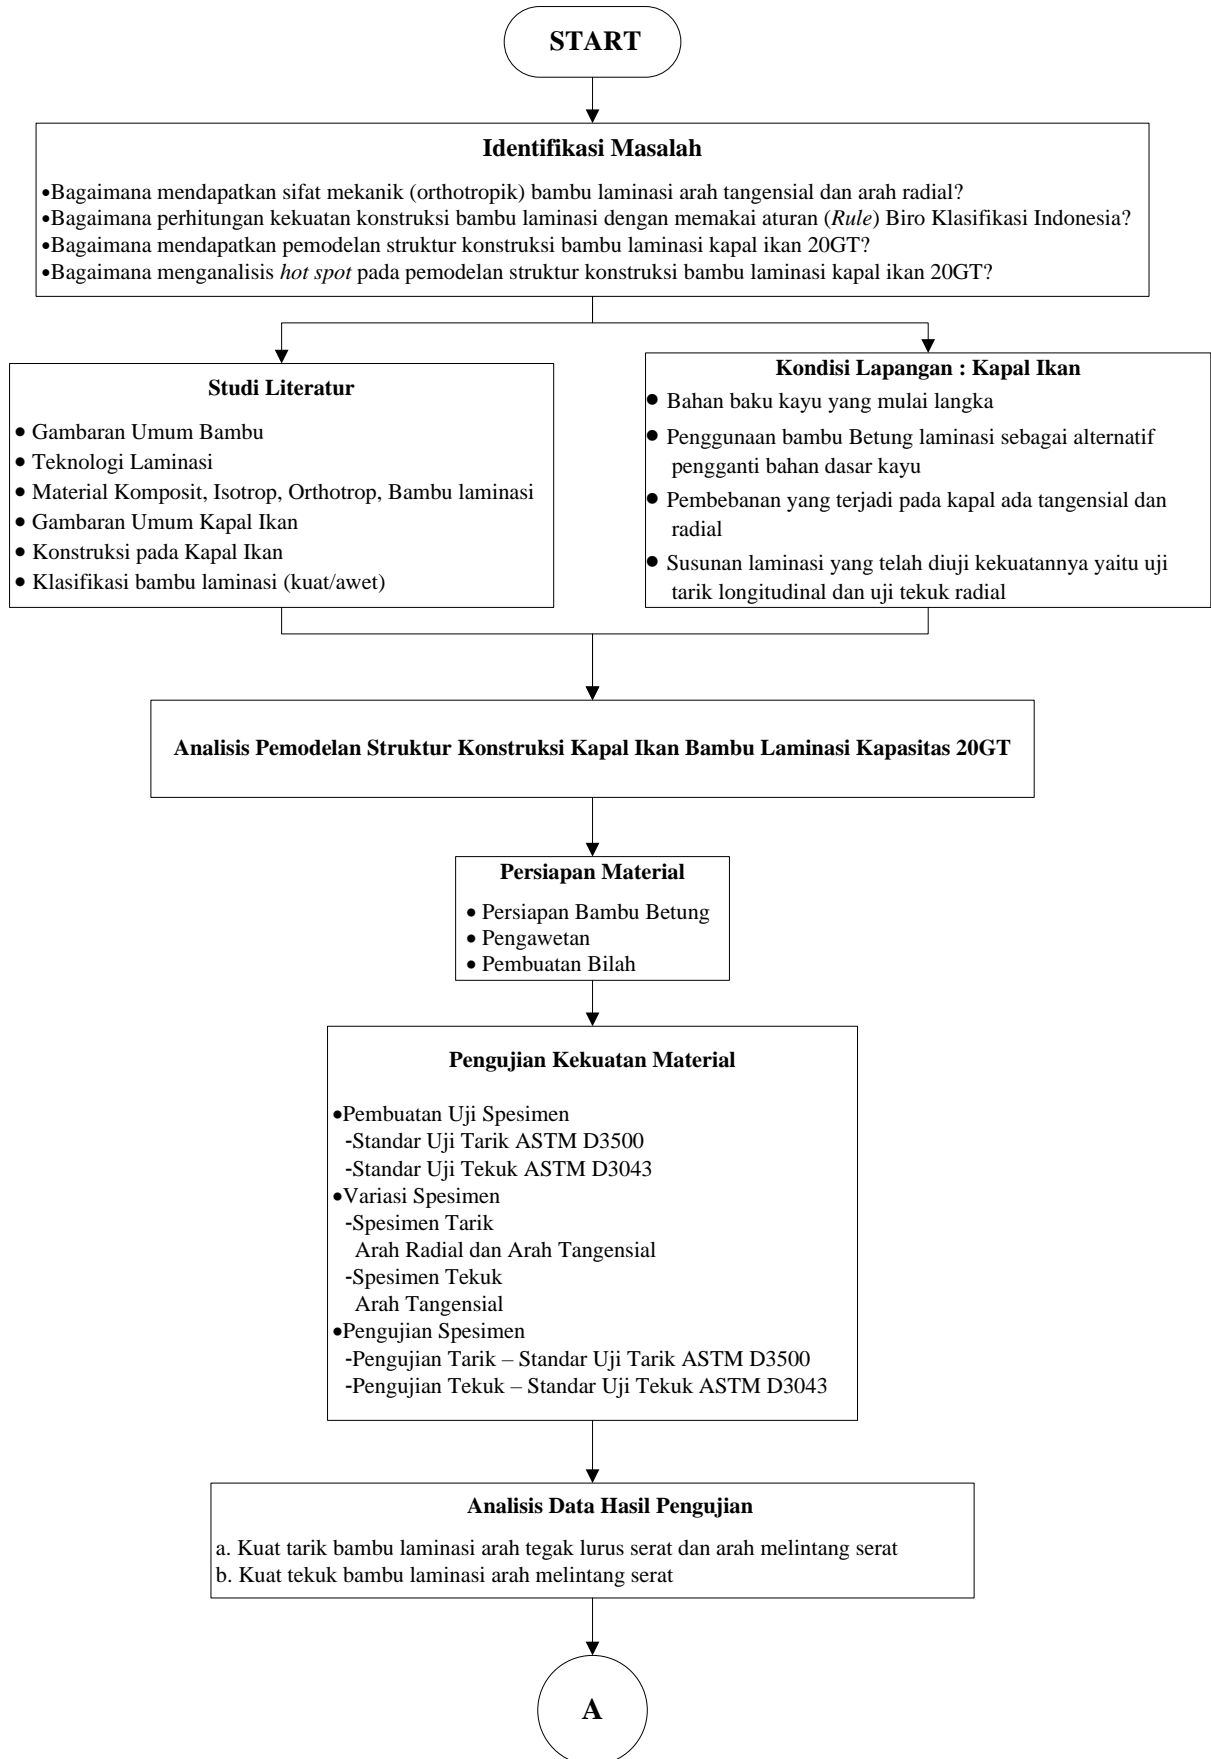 START
Identifikasi Masalah
•Bagaimana mendapatkan sifat mekanik (orthotropik) bambu laminasi arah tangensial dan arah radial?
•Bagaimana perhitungan kekuatan konstruksi bambu laminasi dengan memakai aturan (Rule) Biro Klasifikasi Indonesia?
•Bagaimana mendapatkan pemodelan struktur konstruksi bambu laminasi kapal ikan 20GT?
•Bagaimana menganalisis hot spot pada pemodelan struktur konstruksi bambu laminasi kapal ikan 20GT?
Studi Literatur
• Gambaran Umum Bambu
• Teknologi Laminasi
• Material Komposit, Isotrop, Orthotrop, Bambu laminasi
• Gambaran Umum Kapal Ikan
• Konstruksi pada Kapal Ikan
• Klasifikasi bambu laminasi (kuat/awet)
Kondisi Lapangan : Kapal Ikan
• Bahan baku kayu yang mulai langka
• Penggunaan bambu Betung laminasi sebagai alternatif
pengganti bahan dasar kayu
• Pembebanan yang terjadi pada kapal ada tangensial dan
radial
• Susunan laminasi yang telah diuji kekuatannya yaitu uji
tarik longitudinal dan uji tekuk radial
Analisis Pemodelan Struktur Konstruksi Kapal Ikan Bambu Laminasi Kapasitas 20GT
Persiapan Material
• Persiapan Bambu Betung
• Pengawetan
• Pembuatan Bilah
Pengujian Kekuatan Material
•Pembuatan Uji Spesimen
-Standar Uji Tarik ASTM D3500
-Standar Uji Tekuk ASTM D3043
•Variasi Spesimen
-Spesimen Tarik
Arah Radial dan Arah Tangensial
-Spesimen Tekuk
Arah Tangensial
•Pengujian Spesimen
-Pengujian Tarik – Standar Uji Tarik ASTM D3500
-Pengujian Tekuk – Standar Uji Tekuk ASTM D3043
Analisis Data Hasil Pengujian
a. Kuat tarik bambu laminasi arah tegak lurus serat dan arah melintang serat
b. Kuat tekuk bambu laminasi arah melintang serat
A